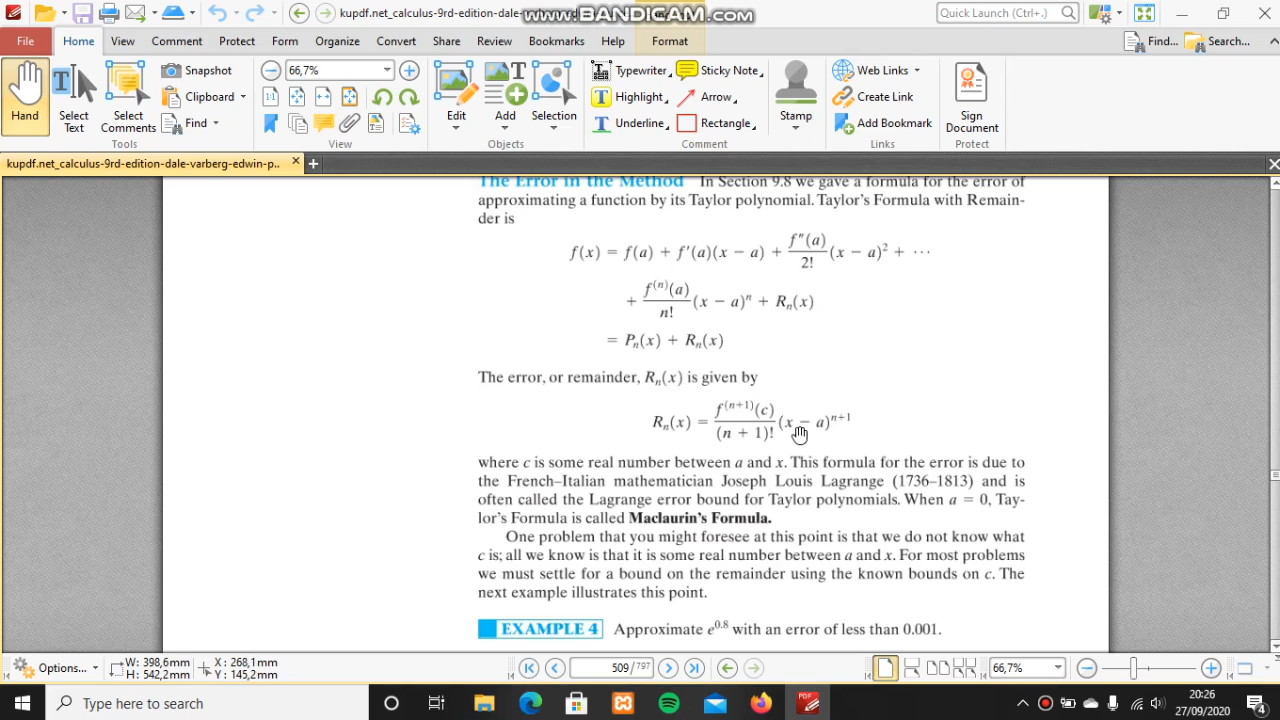 kupdf.net_calculus-9rd-edition-dale-
www.BANDICAM.com
Quick Launch (Ctrl+.)
File Home View Comment Protect Form Organize Convert Share Review Bookmarks Help Format Find... Search...
Hand
Select Text
Select Comments
Tools
Snapshot
Clipboard
Find
66,7%
View
Edit
Add
Selection
Objects
Typewriter
Highlight
Underline
Sticky Note
Arrow
Rectangle
Stamp
Comment
Web Links
Create Link
Add Bookmark
Links
Sign Document
Protect
kupdf.net_calculus-9rd-edition-dale-varberg-edwin-p...
The Error in the Method In Section 9.8 we gave a formula for the error of
approximating a function by its Taylor polynomial. Taylor's Formula with Remain-
der is
f(x) = f(a) + f′(a)(x − a) + f″(a)/2! (x − a)² + ⋯
+ f⁽ⁿ⁾(a)/n! (x − a)ⁿ + Rₙ(x)
= Pₙ(x) + Rₙ(x)
The error, or remainder, Rₙ(x) is given by
Rₙ(x) = f⁽ⁿ⁺¹⁾(c)/(n + 1)! (x − a)ⁿ⁺¹
where c is some real number between a and x. This formula for the error is due to
the French–Italian mathematician Joseph Louis Lagrange (1736–1813) and is
often called the Lagrange error bound for Taylor polynomials. When a = 0, Tay-
lor's Formula is called Maclaurin's Formula.
One problem that you might foresee at this point is that we do not know what
c is; all we know is that it is some real number between a and x. For most problems
we must settle for a bound on the remainder using the known bounds on c. The
next example illustrates this point.
EXAMPLE 4 Approximate e⁰·⁸ with an error of less than 0.001.
Options...
W: 398,6mm
H: 542,2mm
X: 268,1mm
Y: 145,2mm
509 /797
66,7%
Type here to search
20:26
27/09/2020
4